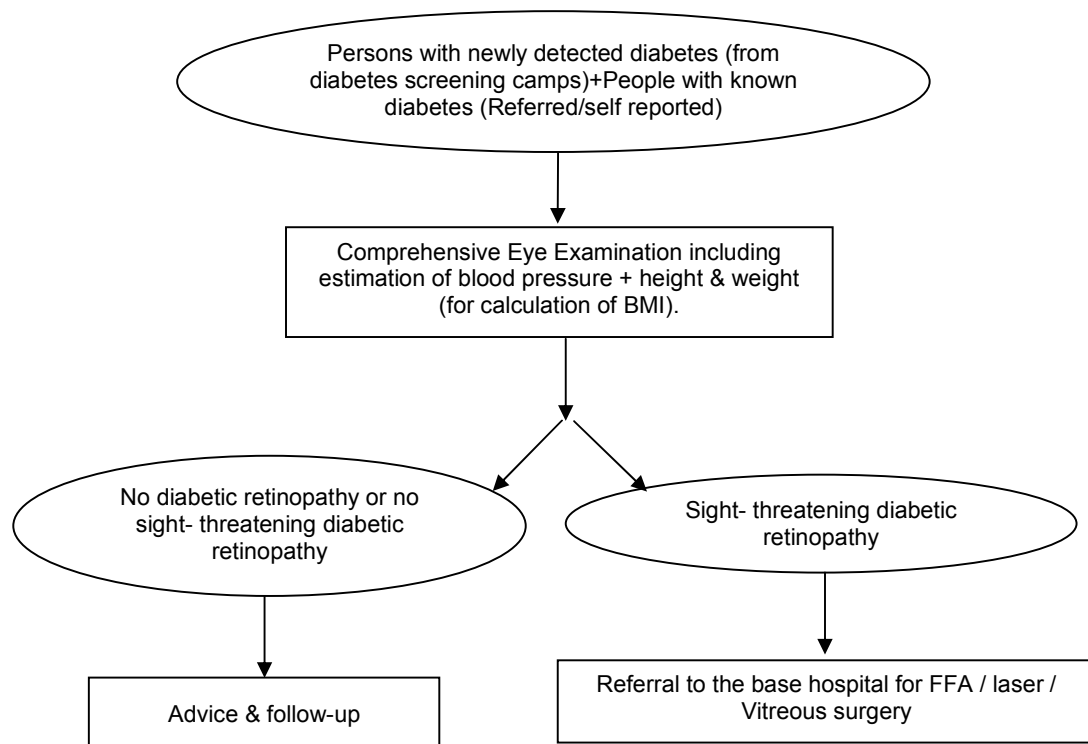 Persons with newly detected diabetes (from
diabetes screening camps)+People with known
diabetes (Referred/self reported)
Comprehensive Eye Examination including
estimation of blood pressure + height & weight
(for calculation of BMI).
No diabetic retinopathy or no
sight- threatening diabetic
retinopathy
Sight- threatening diabetic
retinopathy
Advice & follow-up
Referral to the base hospital for FFA / laser /
Vitreous surgery